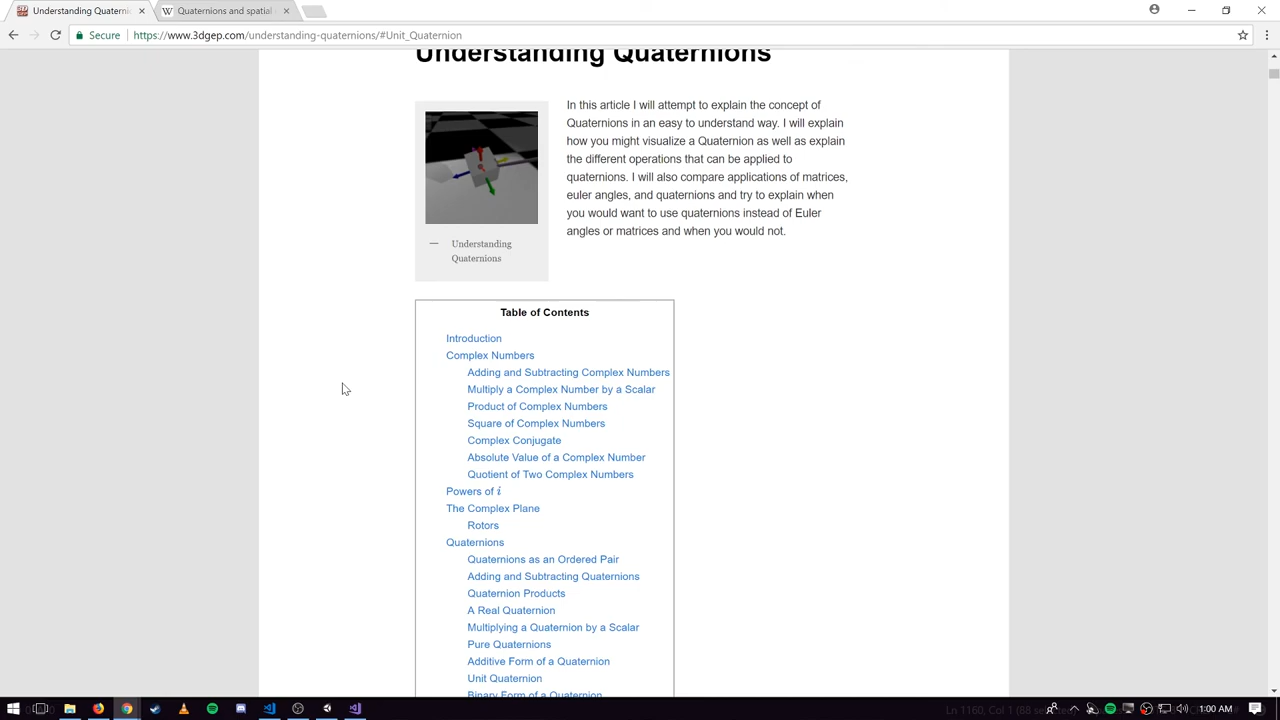 Understanding Quaterni
Quaternions and spatial
Secure
https://www.3dgep.com/understanding-quaternions/#Unit_Quaternion
Understanding Quaternions
In this article I will attempt to explain the concept of
Quaternions in an easy to understand way. I will explain
how you might visualize a Quaternion as well as explain
the different operations that can be applied to
quaternions. I will also compare applications of matrices,
euler angles, and quaternions and try to explain when
you would want to use quaternions instead of Euler
angles or matrices and when you would not.
— Understanding
Quaternions
Table of Contents
Introduction
Complex Numbers
Adding and Subtracting Complex Numbers
Multiply a Complex Number by a Scalar
Product of Complex Numbers
Square of Complex Numbers
Complex Conjugate
Absolute Value of a Complex Number
Quotient of Two Complex Numbers
Powers of i
The Complex Plane
Rotors
Quaternions
Quaternions as an Ordered Pair
Adding and Subtracting Quaternions
Quaternion Products
A Real Quaternion
Multiplying a Quaternion by a Scalar
Pure Quaternions
Additive Form of a Quaternion
Unit Quaternion
Binary Form of a Quaternion
Ln 1160, Col 1 (68
1:00 AM